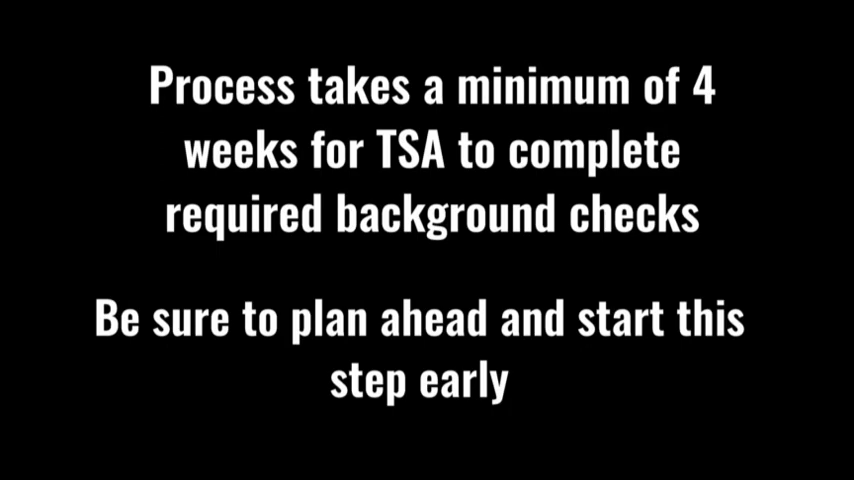 Process takes a minimum of 4
weeks for TSA to complete
required background checks
Be sure to plan ahead and start this
step early